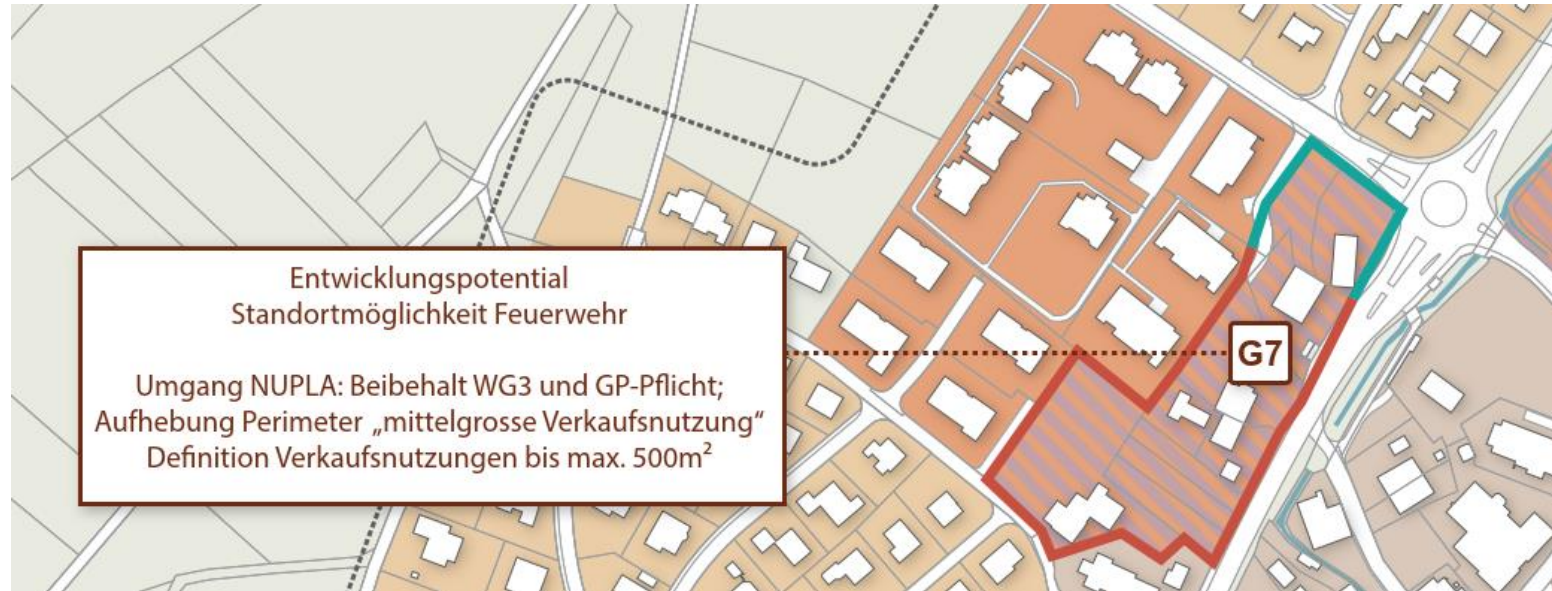 Entwicklungspotential
Standortmöglichkeit Feuerwehr
Umgang NUPLA: Beibehalt WG3 und GP-Pflicht;
Aufhebung Perimeter „mittelgrosse Verkaufsnutzung“
Definition Verkaufsnutzungen bis max. 500m²
G7